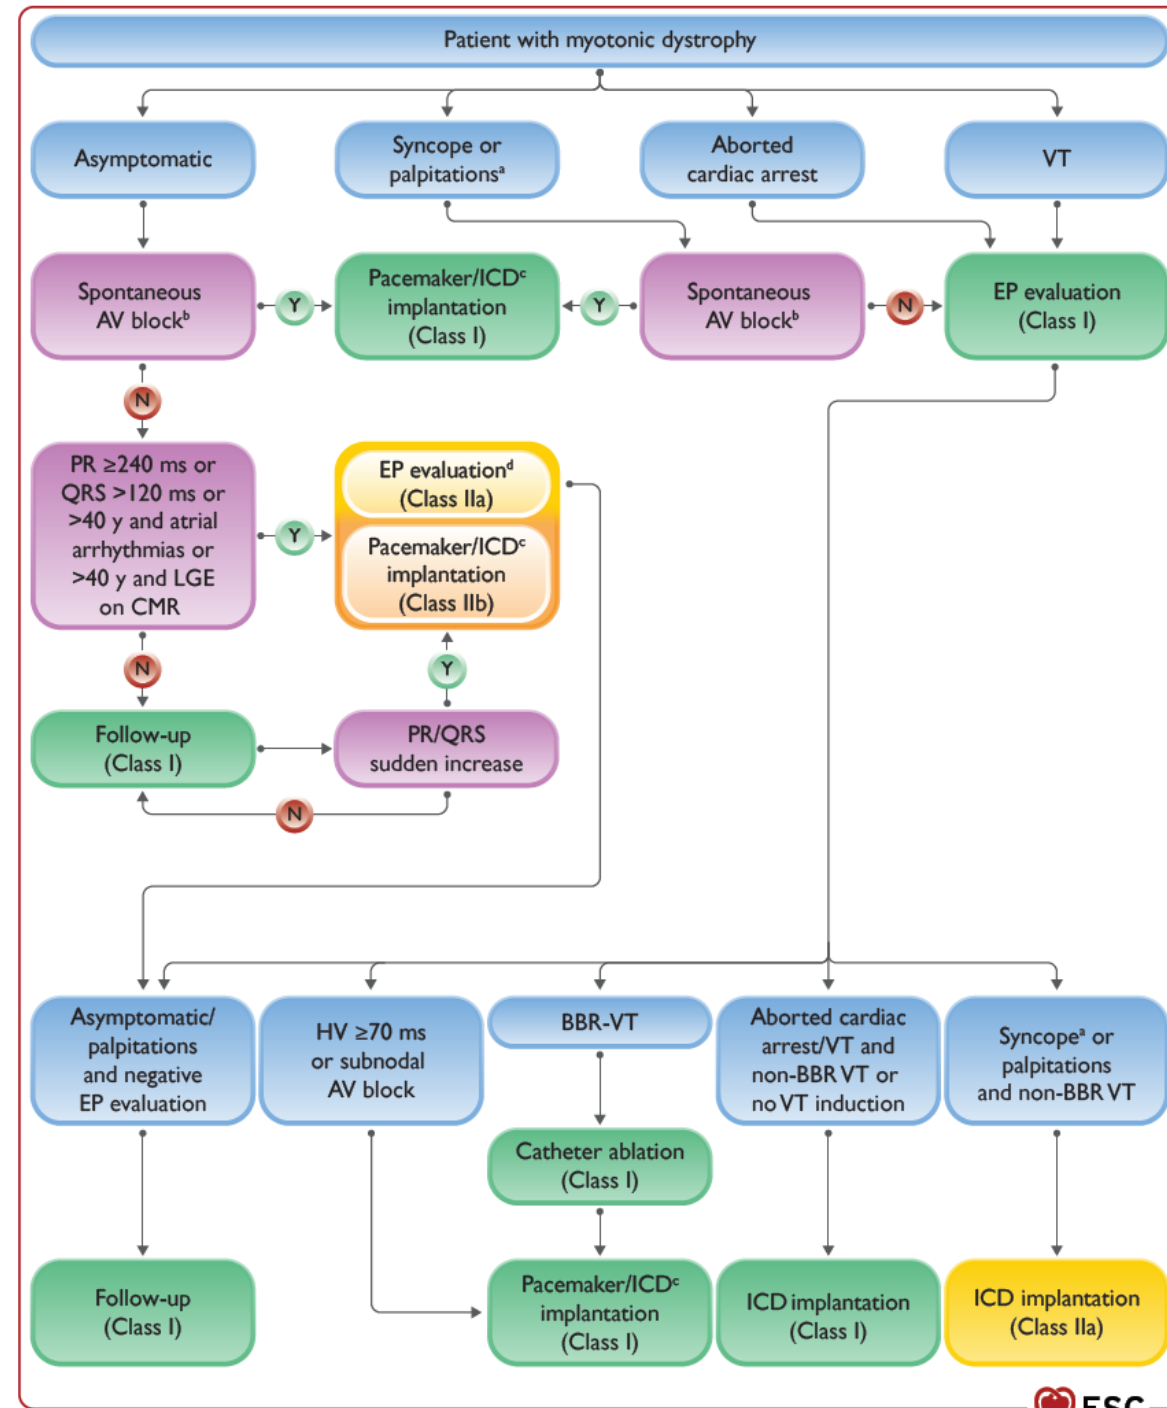 Patient with myotonic dystrophy
Asymptomatic
Syncope or
palpitationsᵃ
Aborted
cardiac arrest
VT
Spontaneous
AV blockᵇ
Y
Pacemaker/ICDᶜ
implantation
(Class I)
Y
Spontaneous
AV blockᵇ
N
EP evaluation
(Class I)
N
PR ≥240 ms or
QRS >120 ms or
>40 y and atrial
arrhythmias or
>40 y and LGE
on CMR
Y
EP evaluationᵈ
(Class IIa)
Pacemaker/ICDᶜ
implantation
(Class IIb)
N
Y
Follow-up
(Class I)
PR/QRS
sudden increase
N
Asymptomatic/
palpitations
and negative
EP evaluation
HV ≥70 ms
or subnodal
AV block
BBR-VT
Aborted cardiac
arrest/VT and
non-BBR VT or
no VT induction
Syncopeᵃ or
palpitations
and non-BBR VT
Catheter ablation
(Class I)
Follow-up
(Class I)
Pacemaker/ICDᶜ
implantation
(Class I)
ICD implantation
(Class I)
ICD implantation
(Class IIa)
ESC